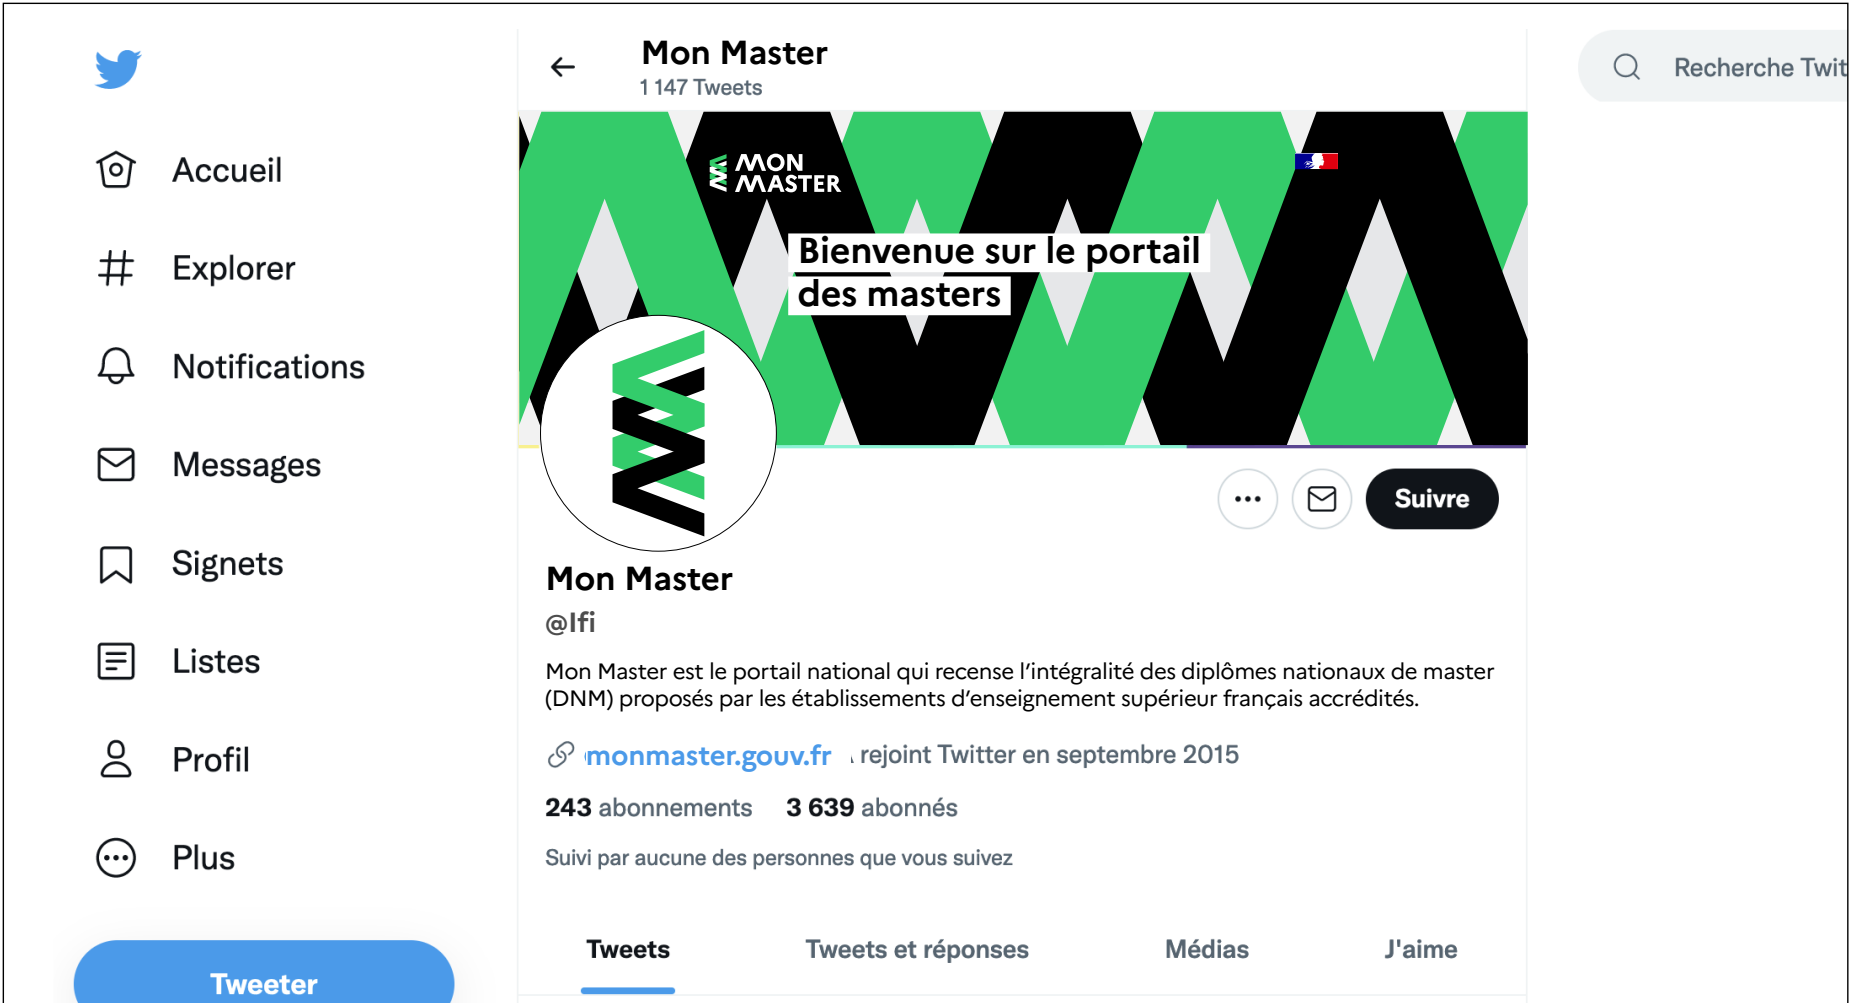 Mon Master
1 147 Tweets
Recherche Twit
Accueil
Explorer
Notifications
Messages
Signets
Listes
Profil
Plus
Tweeter
MON
MASTER
Bienvenue sur le portail
des masters
Suivre
Mon Master
@Ifi
Mon Master est le portail national qui recense l’intégralité des diplômes nationaux de master
(DNM) proposés par les établissements d’enseignement supérieur français accrédités.
monmaster.gouv.fr rejoint Twitter en septembre 2015
243 abonnements 3 639 abonnés
Suivi par aucune des personnes que vous suivez
Tweets Tweets et réponses Médias J'aime